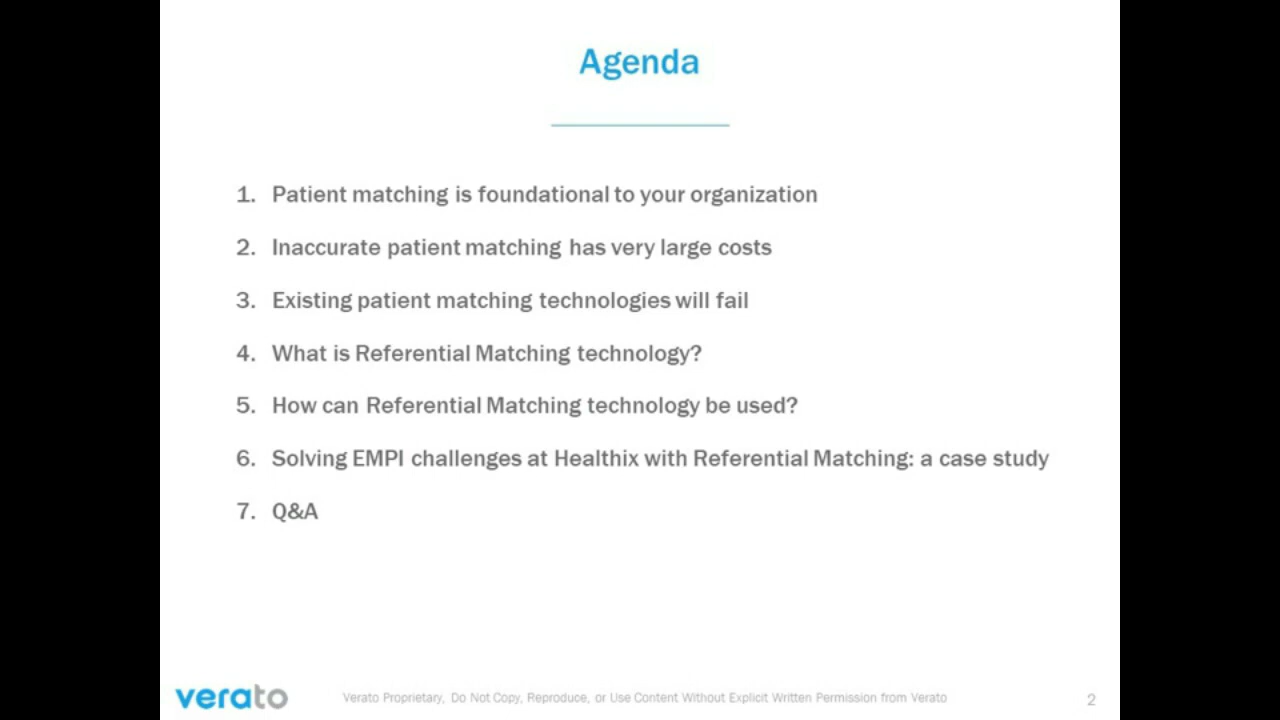 Agenda
1. Patient matching is foundational to your organization
2. Inaccurate patient matching has very large costs
3. Existing patient matching technologies will fail
4. What is Referential Matching technology?
5. How can Referential Matching technology be used?
6. Solving EMPI challenges at Healthix with Referential Matching: a case study
7. Q&A
verato
Verato Proprietary, Do Not Copy, Reproduce, or Use Content Without Explicit Written Permission from Verato
2